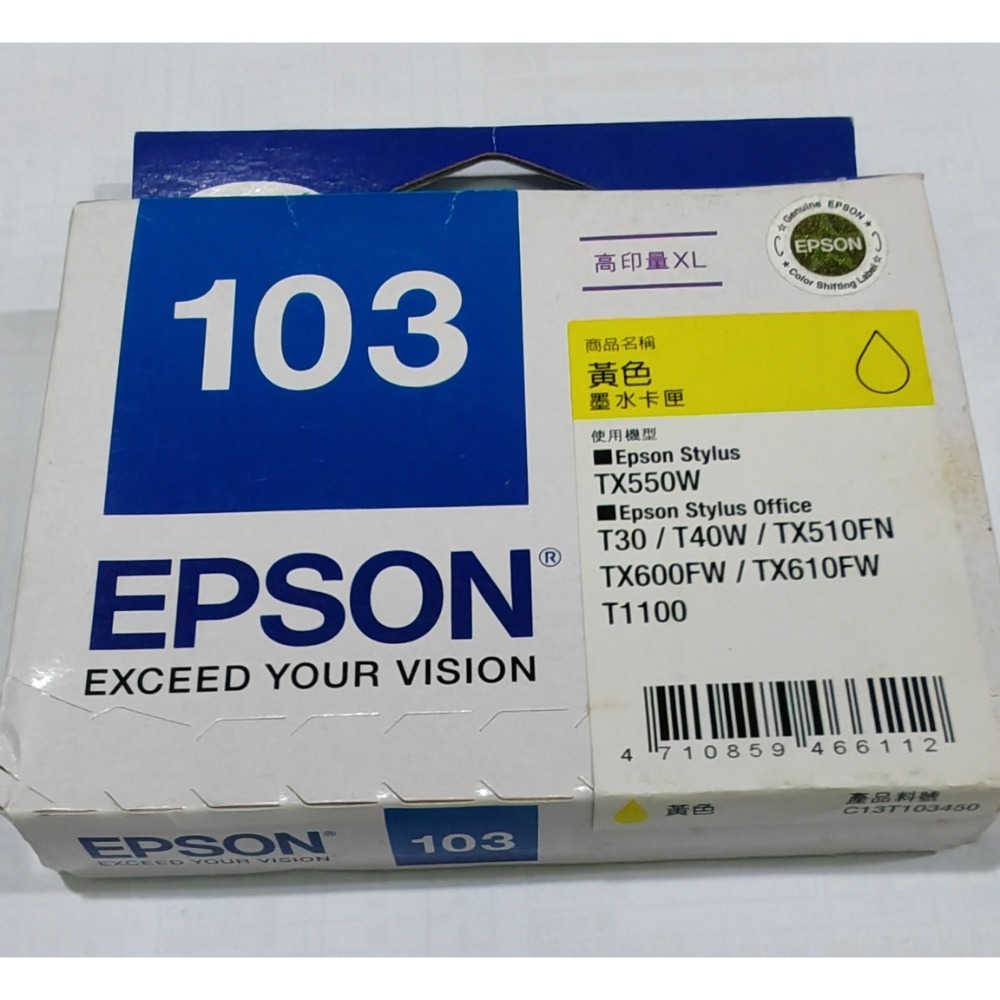 103
EPSON®
EXCEED YOUR VISION
高印量XL
Genuine EPSON
EPSON
Color Shifting Label
商品名稱
黃色
墨水卡匣
使用機型
■Epson Stylus
TX550W
■Epson Stylus Office
T30 / T40W / TX510FN
TX600FW / TX610FW
T1100
4 710859 466112
EPSON®
EXCEED YOUR VISION
103
黃色
產品料號
C13T103450